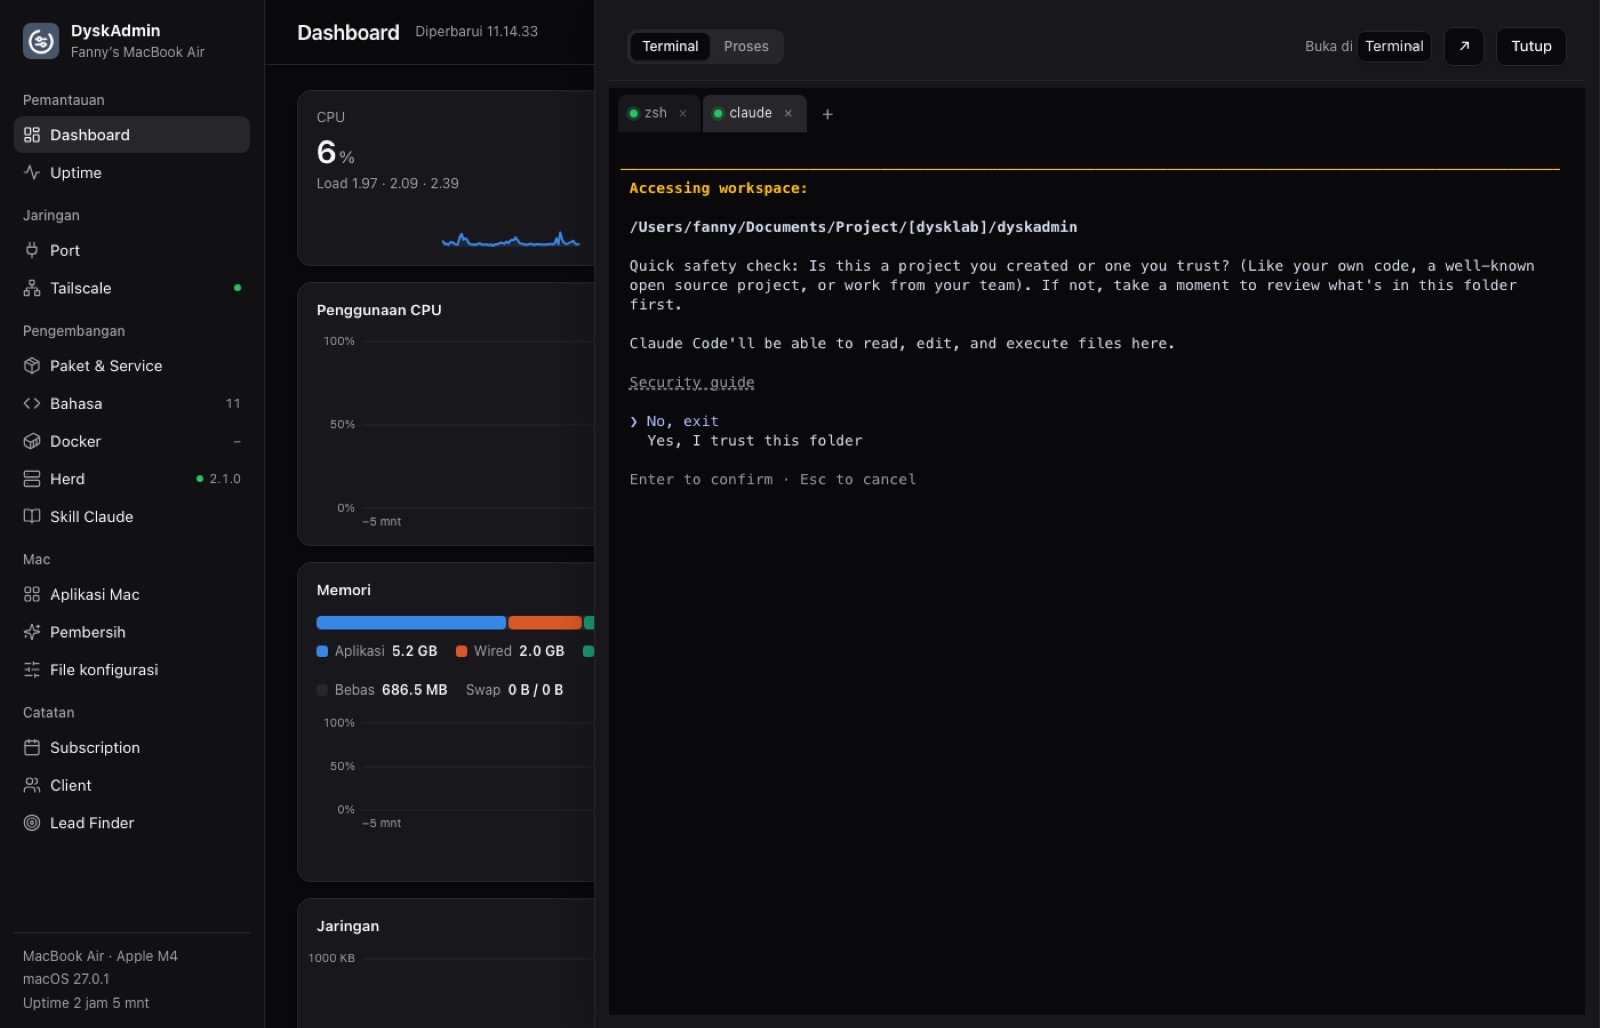 DyskAdmin
Fanny's MacBook Air
Pemantauan
Dashboard
Uptime
Jaringan
Port
Tailscale
Pengembangan
Paket & Service
Bahasa 11
Docker –
Herd 2.1.0
Skill Claude
Mac
Aplikasi Mac
Pembersih
File konfigurasi
Catatan
Subscription
Client
Lead Finder
MacBook Air · Apple M4
macOS 27.0.1
Uptime 2 jam 5 mnt
Dashboard Diperbarui 11.14.33
CPU
6 %
Load 1.97 · 2.09 · 2.39
Penggunaan CPU
100%
50%
0%
−5 mnt
Memori
Aplikasi 5.2 GB Wired 2.0 GB
Bebas 686.5 MB Swap 0 B / 0 B
100%
50%
0%
−5 mnt
Jaringan
1000 KB
Terminal Proses Buka di Terminal Tutup
zsh × claude × +
Accessing workspace:
/Users/fanny/Documents/Project/[dysklab]/dyskadmin
Quick safety check: Is this a project you created or one you trust? (Like your own code, a well-known
open source project, or work from your team). If not, take a moment to review what's in this folder
first.
Claude Code'll be able to read, edit, and execute files here.
Security guide
❯ No, exit
Yes, I trust this folder
Enter to confirm · Esc to cancel